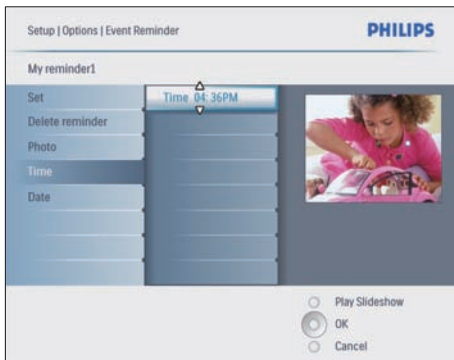 Setup | Options | Event Reminder
PHILIPS
My reminder1
Set
Time 04:36PM
Delete reminder
Photo
Time
Date
Play Slideshow
OK
Cancel